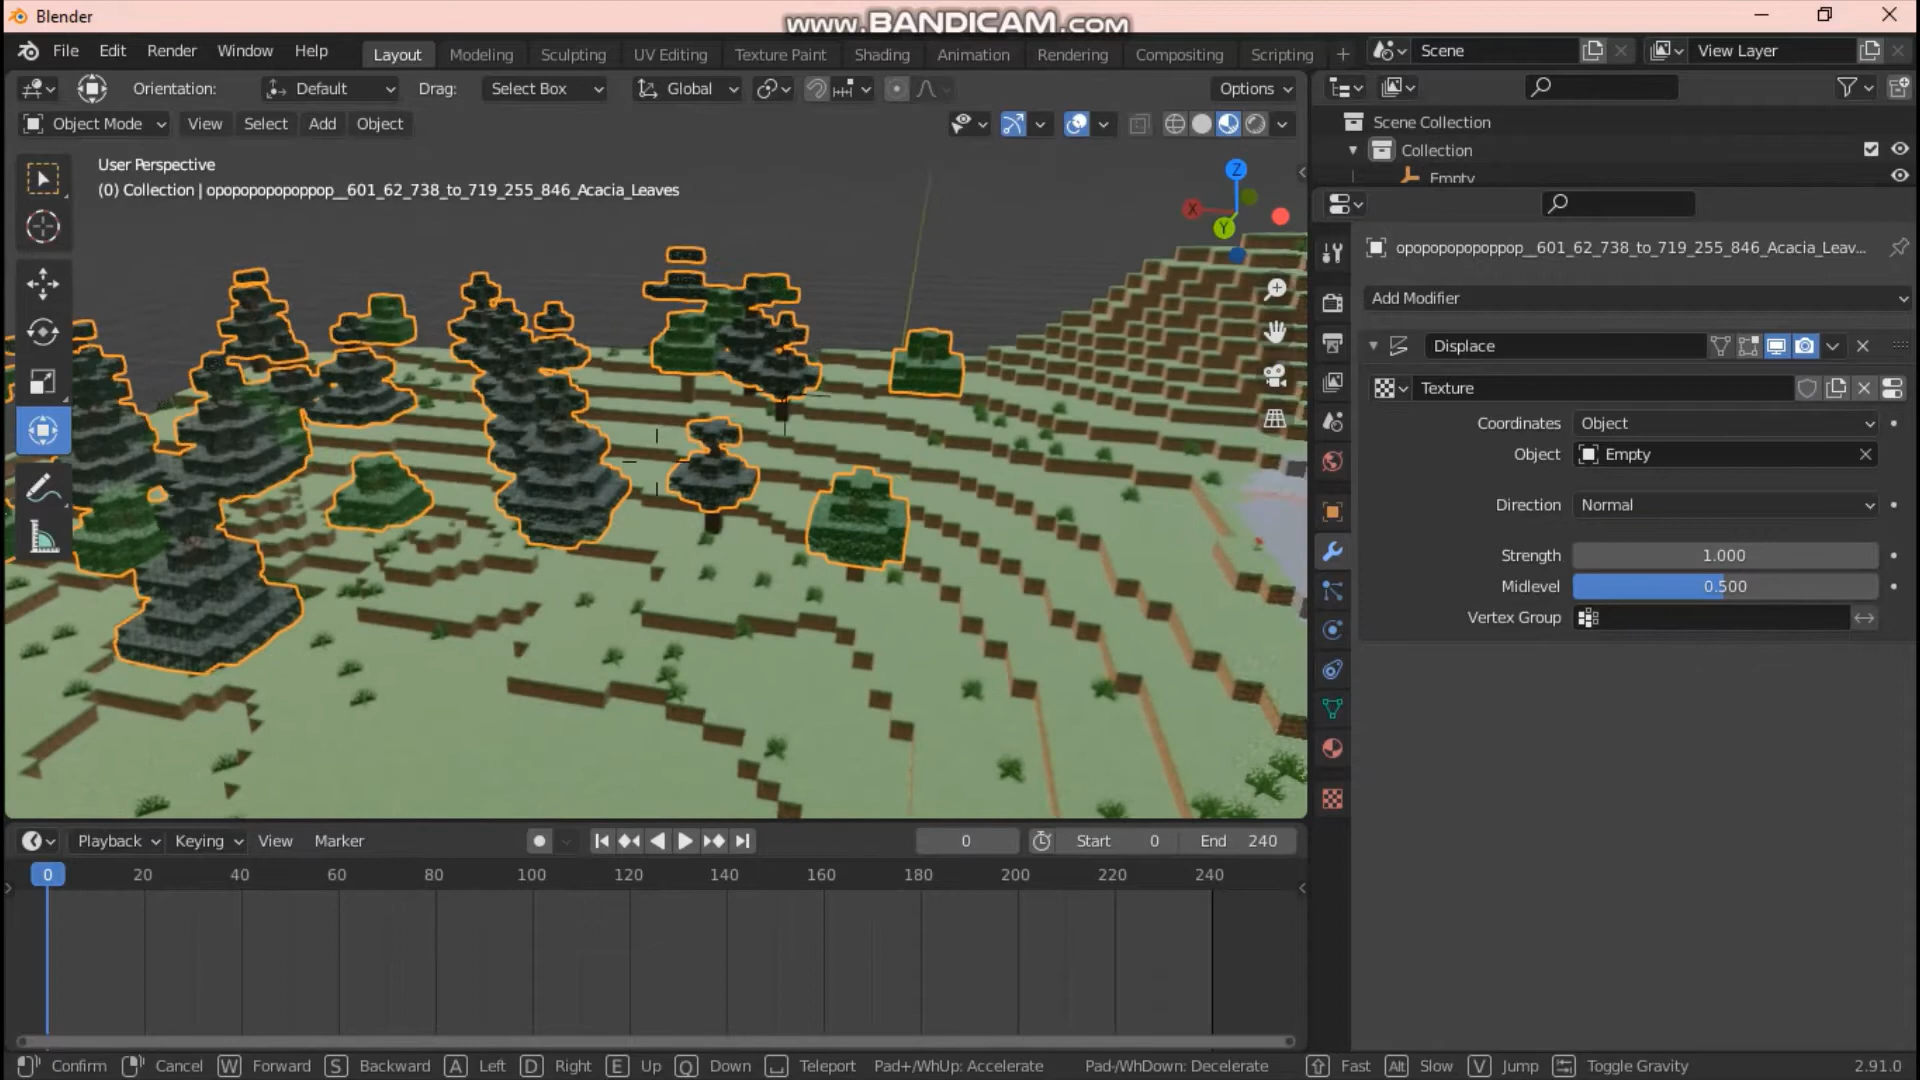 Blender
www.BANDICAM.com
File Edit Render Window Help
Layout Modeling Sculpting UV Editing Texture Paint Shading Animation Rendering Compositing Scripting +
Scene
View Layer
Orientation: Default Drag: Select Box Global Options
Object Mode View Select Add Object
Scene Collection
Collection
Empty
User Perspective
(0) Collection | opopopopopoppop__601_62_738_to_719_255_846_Acacia_Leaves
Z
X
Y
opopopopopoppop__601_62_738_to_719_255_846_Acacia_Leav...
Add Modifier
Displace
Texture
Coordinates Object
Object Empty
Direction Normal
Strength 1.000
Midlevel 0.500
Vertex Group
Playback Keying View Marker 0 Start 0 End 240
0 20 40 60 80 100 120 140 160 180 200 220 240
Confirm Cancel W Forward S Backward A Left D Right E Up Q Down Teleport Pad+/WhUp: Accelerate Pad-/WhDown: Decelerate Fast Alt Slow V Jump Toggle Gravity 2.91.0